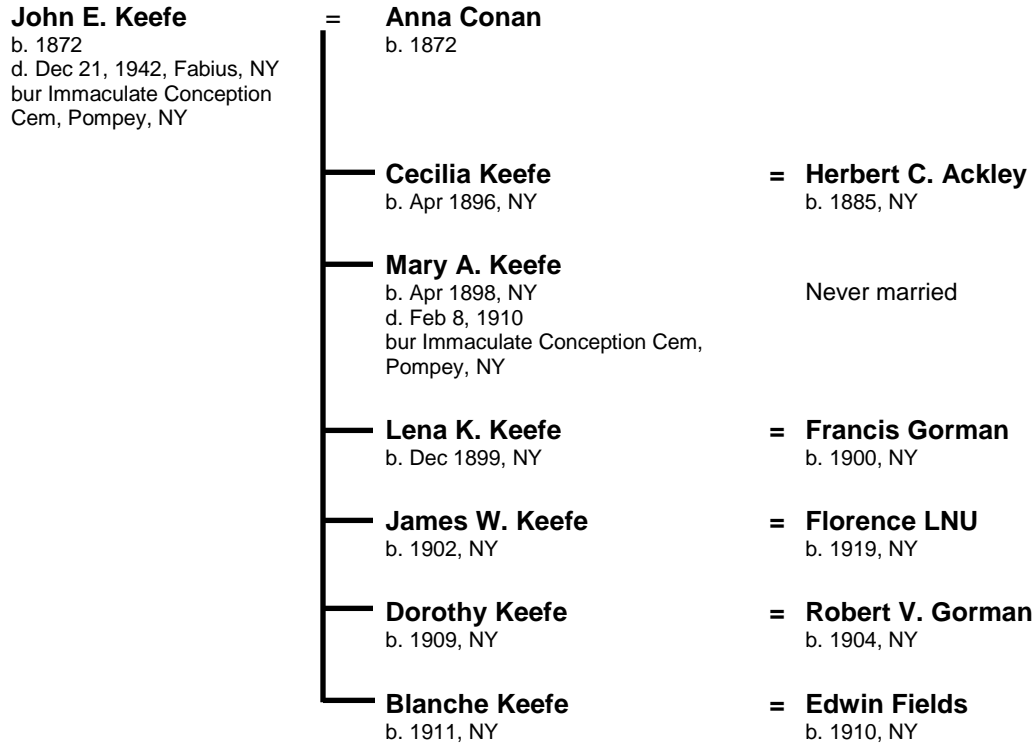 John E. Keefe = Anna Conan
b. 1872 b. 1872
d. Dec 21, 1942, Fabius, NY
bur Immaculate Conception
Cem, Pompey, NY
Cecilia Keefe = Herbert C. Ackley
b. Apr 1896, NY b. 1885, NY
Mary A. Keefe
b. Apr 1898, NY Never married
d. Feb 8, 1910
bur Immaculate Conception Cem,
Pompey, NY
Lena K. Keefe = Francis Gorman
b. Dec 1899, NY b. 1900, NY
James W. Keefe = Florence LNU
b. 1902, NY b. 1919, NY
Dorothy Keefe = Robert V. Gorman
b. 1909, NY b. 1904, NY
Blanche Keefe = Edwin Fields
b. 1911, NY b. 1910, NY